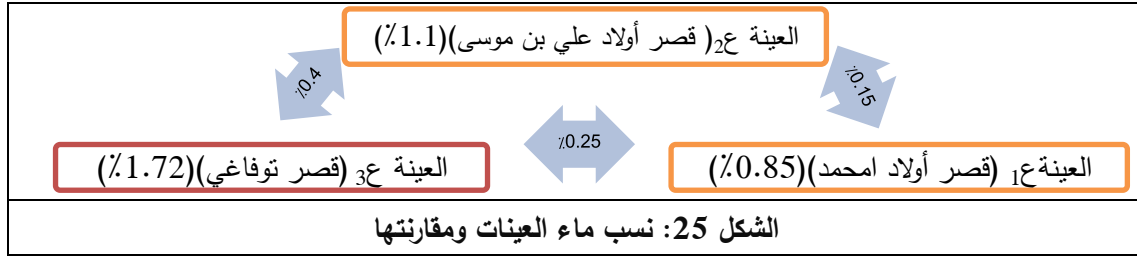 العينة ع2( قصر أولاد علي بن موسى)(1.1٪)
٪0.15
٪0.4
٪0.25
العينةع1 (قصر أولاد امحمد)(0.85٪)
العينة ع3 (قصر توفاغي)(1.72٪)
الشكل 25: نسب ماء العينات ومقارنتها